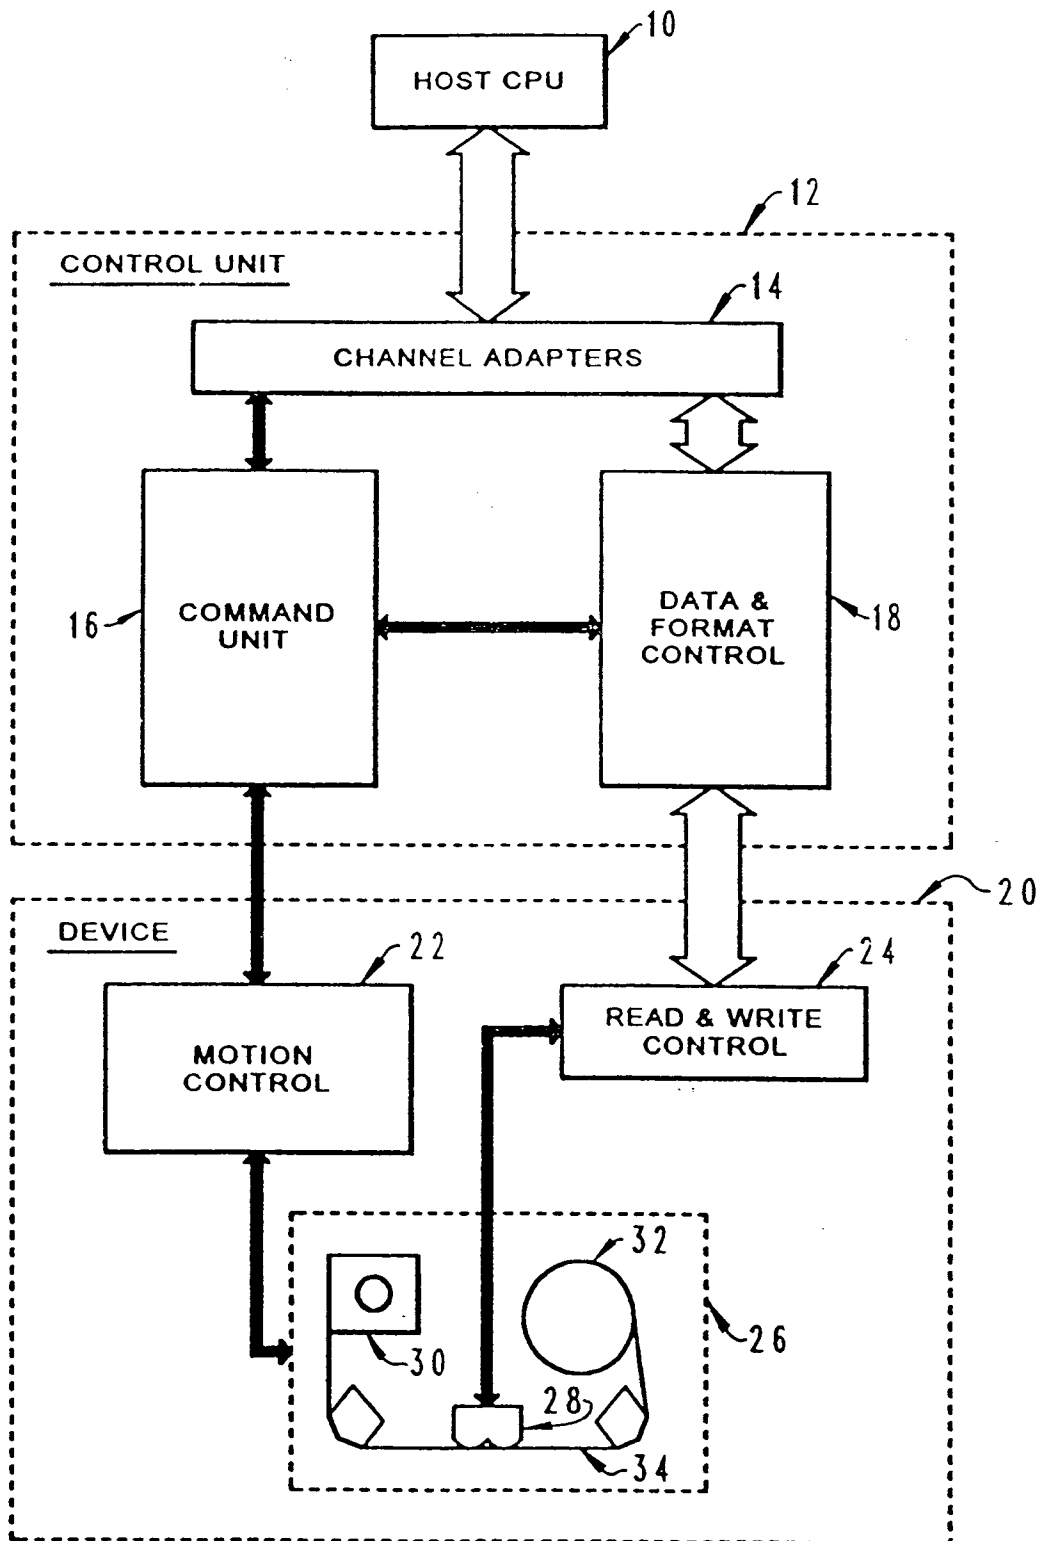 10
HOST CPU
12
CONTROL UNIT
14
CHANNEL ADAPTERS
16
COMMAND
UNIT
DATA &
FORMAT
CONTROL
18
20
DEVICE
22
24
MOTION
CONTROL
READ & WRITE
CONTROL
32
26
30
28
34